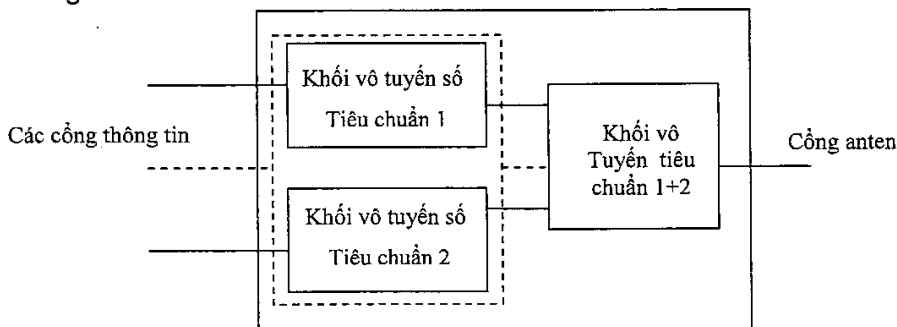 Khối vô tuyến số
Tiêu chuẩn 1
Các cổng thông tin
Khối vô tuyến số
Tiêu chuẩn 2
Khối vô
Tuyến tiêu
chuẩn 1+2
Cổng anten